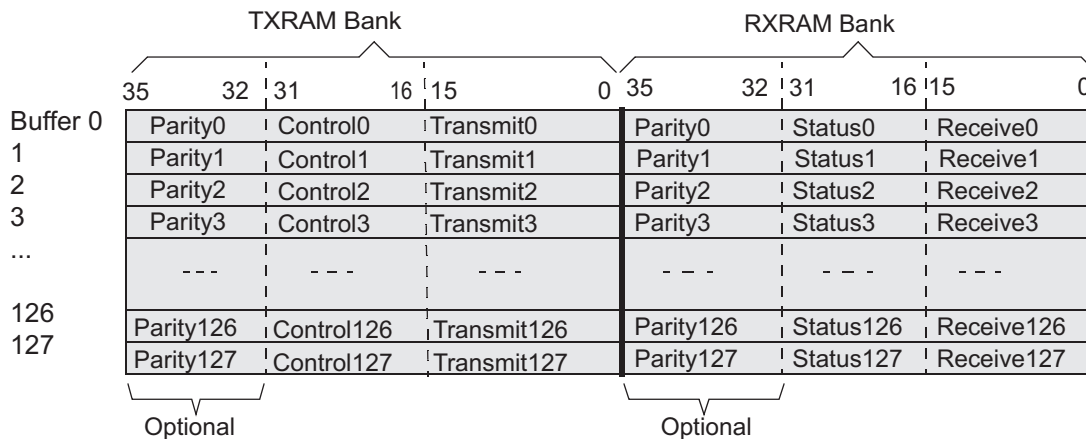 TXRAM Bank RXRAM Bank
35 32 31 16 15 0 35 32 31 16 15 0
Buffer 0 Parity0 Control0 Transmit0 Parity0 Status0 Receive0
1 Parity1 Control1 Transmit1 Parity1 Status1 Receive1
2 Parity2 Control2 Transmit2 Parity2 Status2 Receive2
3 Parity3 Control3 Transmit3 Parity3 Status3 Receive3
...
126 Parity126 Control126 Transmit126 Parity126 Status126 Receive126
127 Parity127 Control127 Transmit127 Parity127 Status127 Receive127
Optional Optional